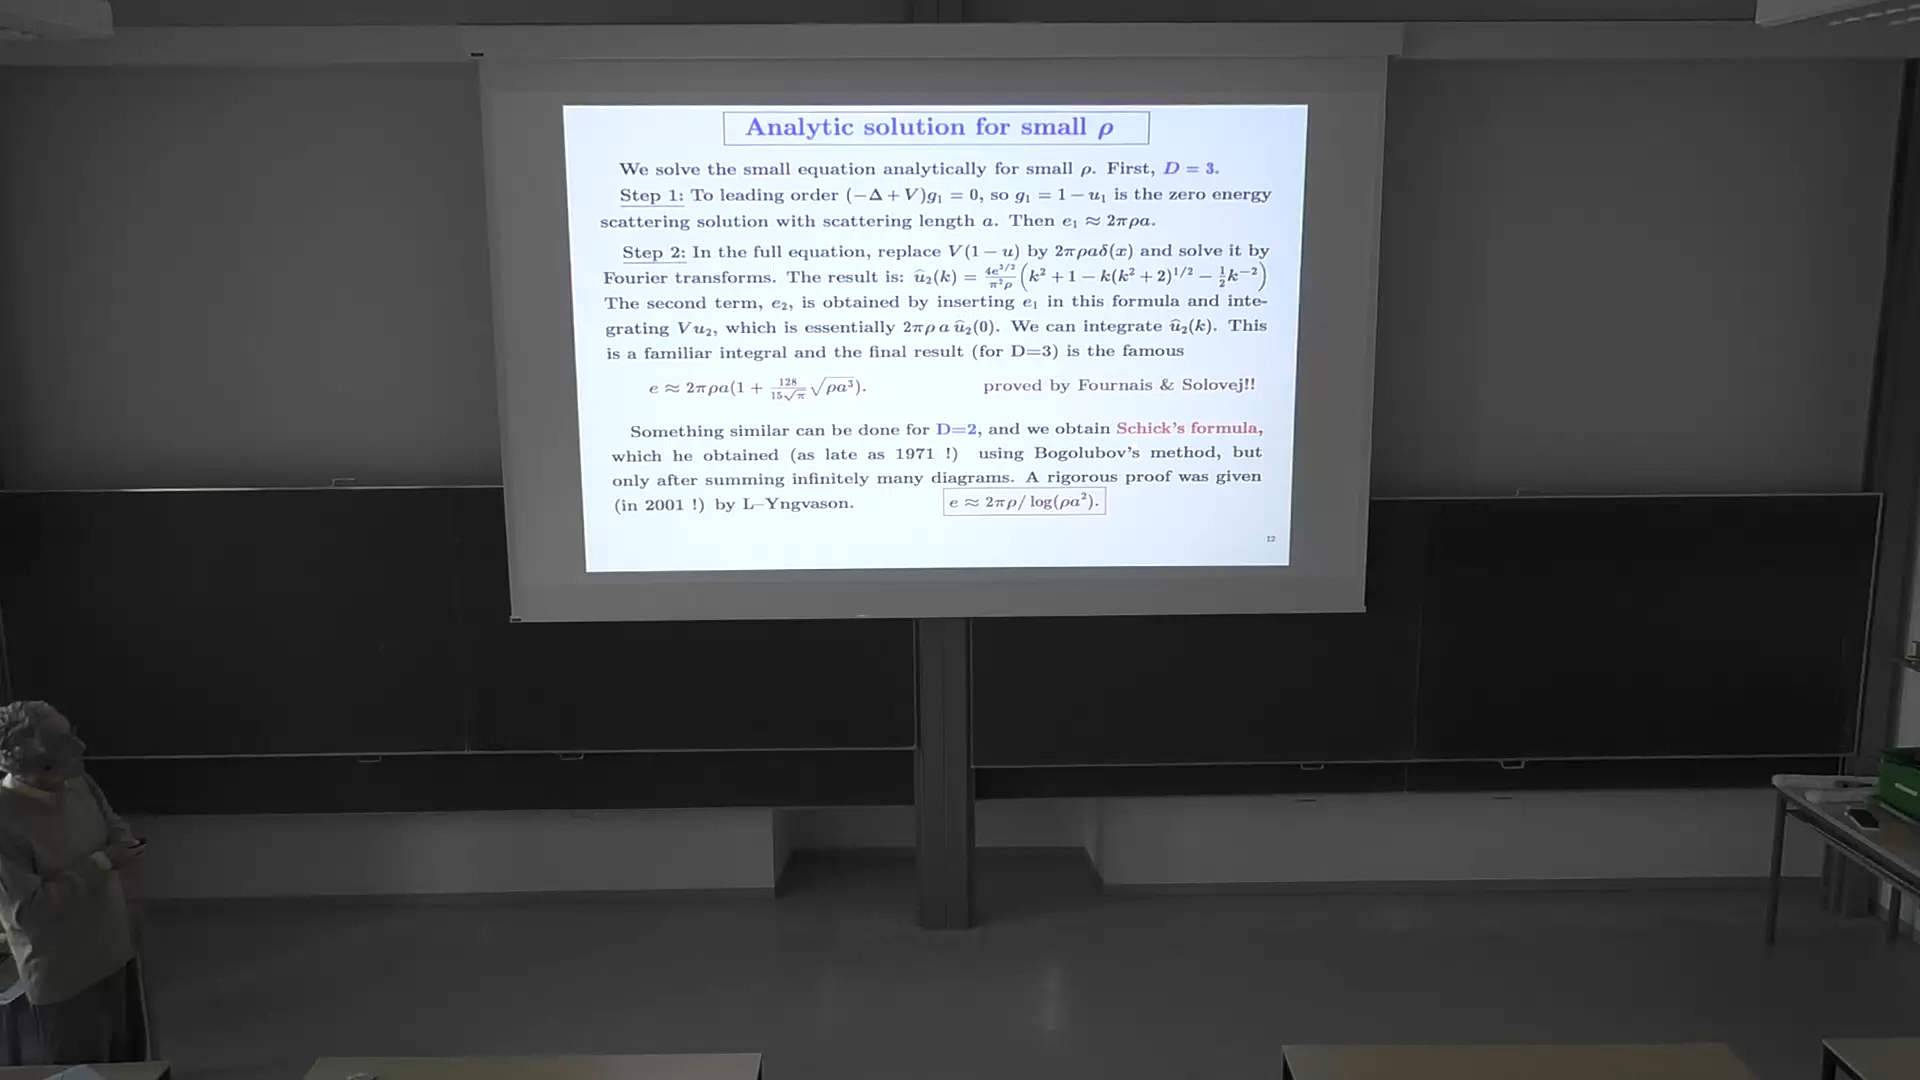 Analytic solution for small ρ
We solve the small equation analytically for small ρ. First, D = 3.
Step 1: To leading order (−Δ + V)g₁ = 0, so g₁ = 1 − u₁ is the zero energy
scattering solution with scattering length a. Then e₁ ≈ 2πρa.
Step 2: In the full equation, replace V(1 − u) by 2πρaδ(x) and solve it by
Fourier transforms. The result is: û₂(k) = 4e^{3/2}/π³ρ (k² + 1 − k(k² + 2)^{1/2} − ½k⁻²)
The second term, e₂, is obtained by inserting e₁ in this formula and inte-
grating Vu₂, which is essentially 2πρ a û₂(0). We can integrate û₂(k). This
is a familiar integral and the final result (for D=3) is the famous
e ≈ 2πρa(1 + 128/15√π √ρa³). proved by Fournais & Solovej!!
Something similar can be done for D=2, and we obtain Schick's formula,
which he obtained (as late as 1971 !) using Bogolubov's method, but
only after summing infinitely many diagrams. A rigorous proof was given
(in 2001 !) by L–Yngvason. e ≈ 2πρ/ log(ρa²).
12